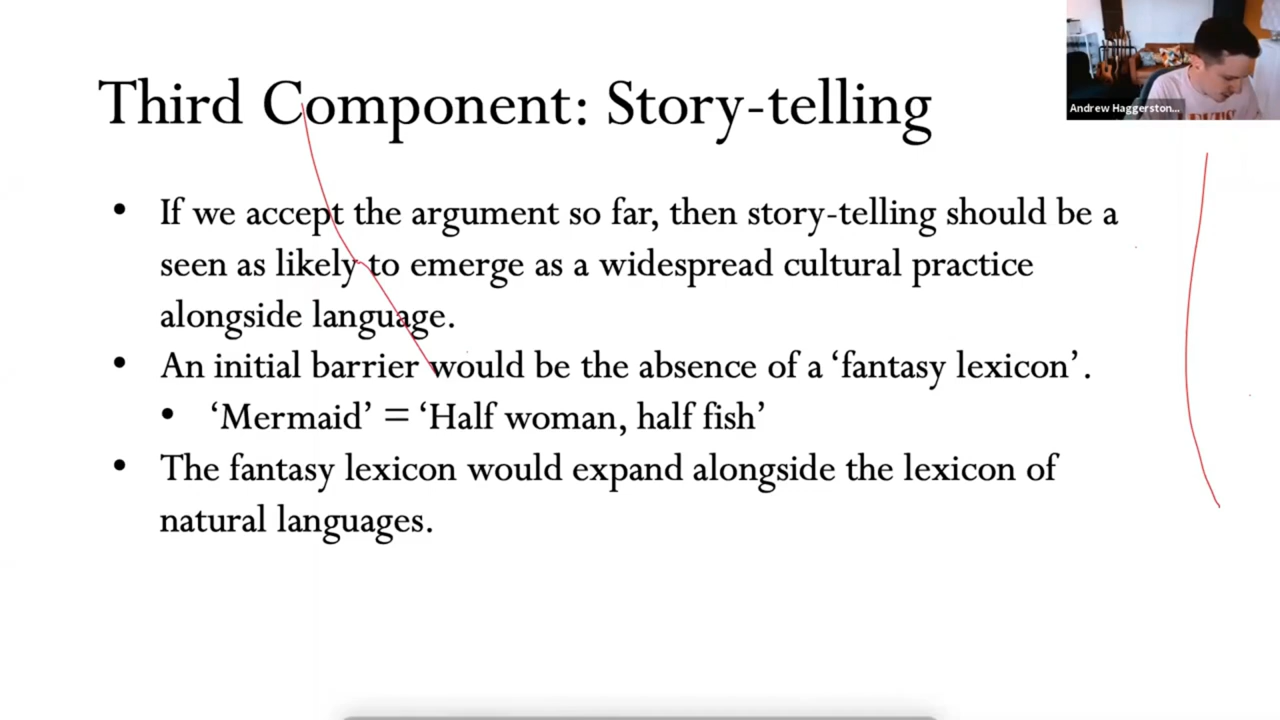 Third Component: Story-telling
Andrew Haggerston...
• If we accept the argument so far, then story-telling should be a
seen as likely to emerge as a widespread cultural practice
alongside language.
• An initial barrier would be the absence of a ‘fantasy lexicon’.
• ‘Mermaid’ = ‘Half woman, half fish’
• The fantasy lexicon would expand alongside the lexicon of
natural languages.